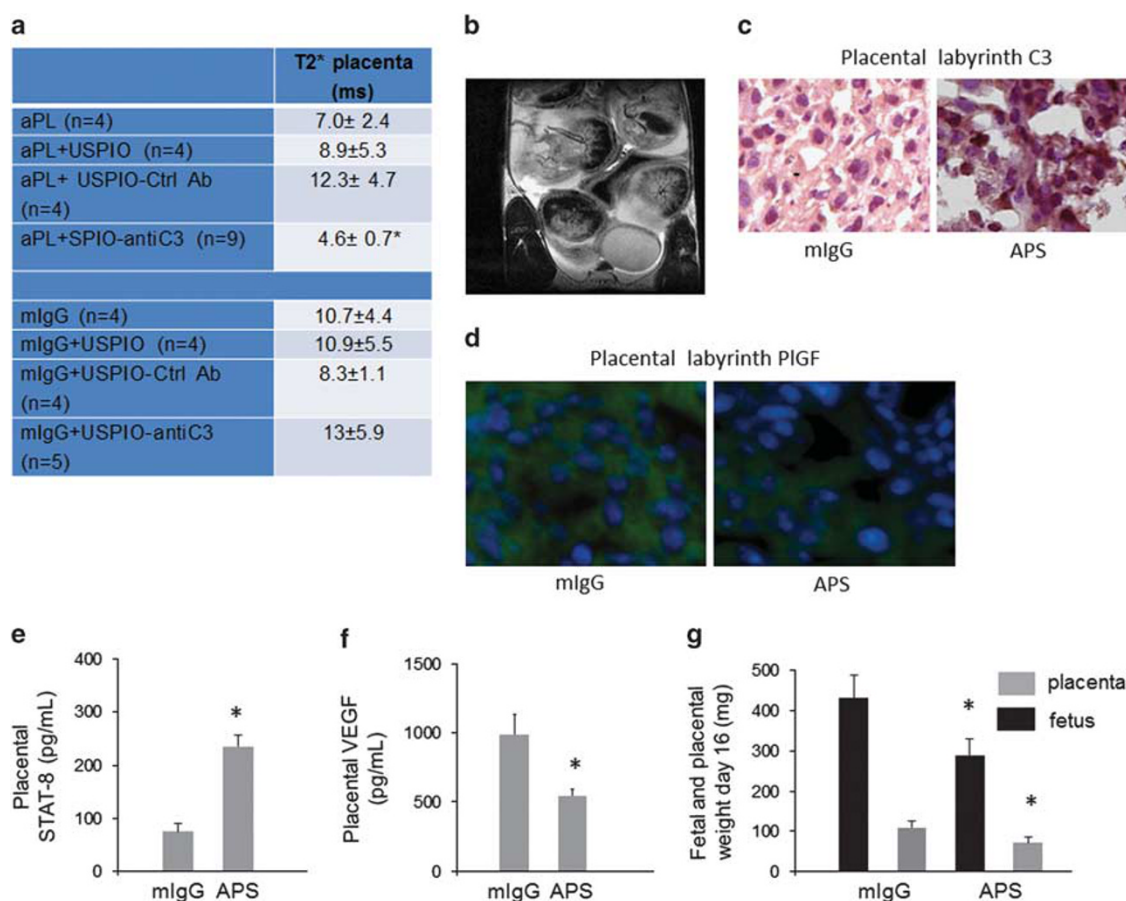 a
T2* placenta
(ms)
aPL (n=4)
7.0± 2.4
aPL+USPIO (n=4)
8.9±5.3
aPL+ USPIO-Ctrl Ab
(n=4)
12.3± 4.7
aPL+SPIO-antiC3 (n=9)
4.6± 0.7*
mIgG (n=4)
10.7±4.4
mIgG+USPIO (n=4)
10.9±5.5
mIgG+USPIO-Ctrl Ab
(n=4)
8.3±1.1
mIgG+USPIO-antiC3
(n=5)
13±5.9
b
c
Placental labyrinth C3
mIgG
APS
d
Placental labyrinth PlGF
mIgG
APS
e
Placental
STAT-8 (pg/mL)
400
300
200
100
0
*
mIgG APS
f
Placental VEGF
(pg/mL)
1500
1000
500
0
*
mIgG APS
g
Fetal and placental
weight day 16 (mg)
500
400
300
200
100
0
*
*
mIgG
APS
placenta
fetus